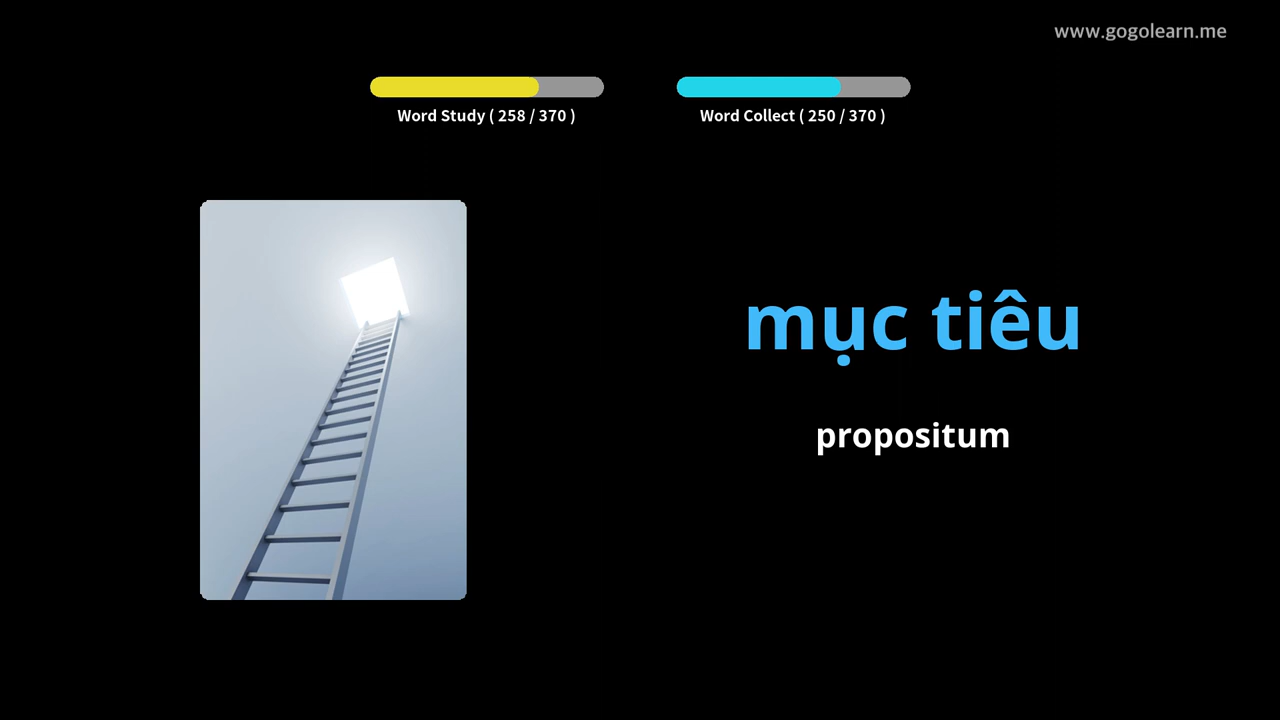 www.gogolearn.me
Word Study ( 258 / 370 )
Word Collect ( 250 / 370 )
mục tiêu
propositum